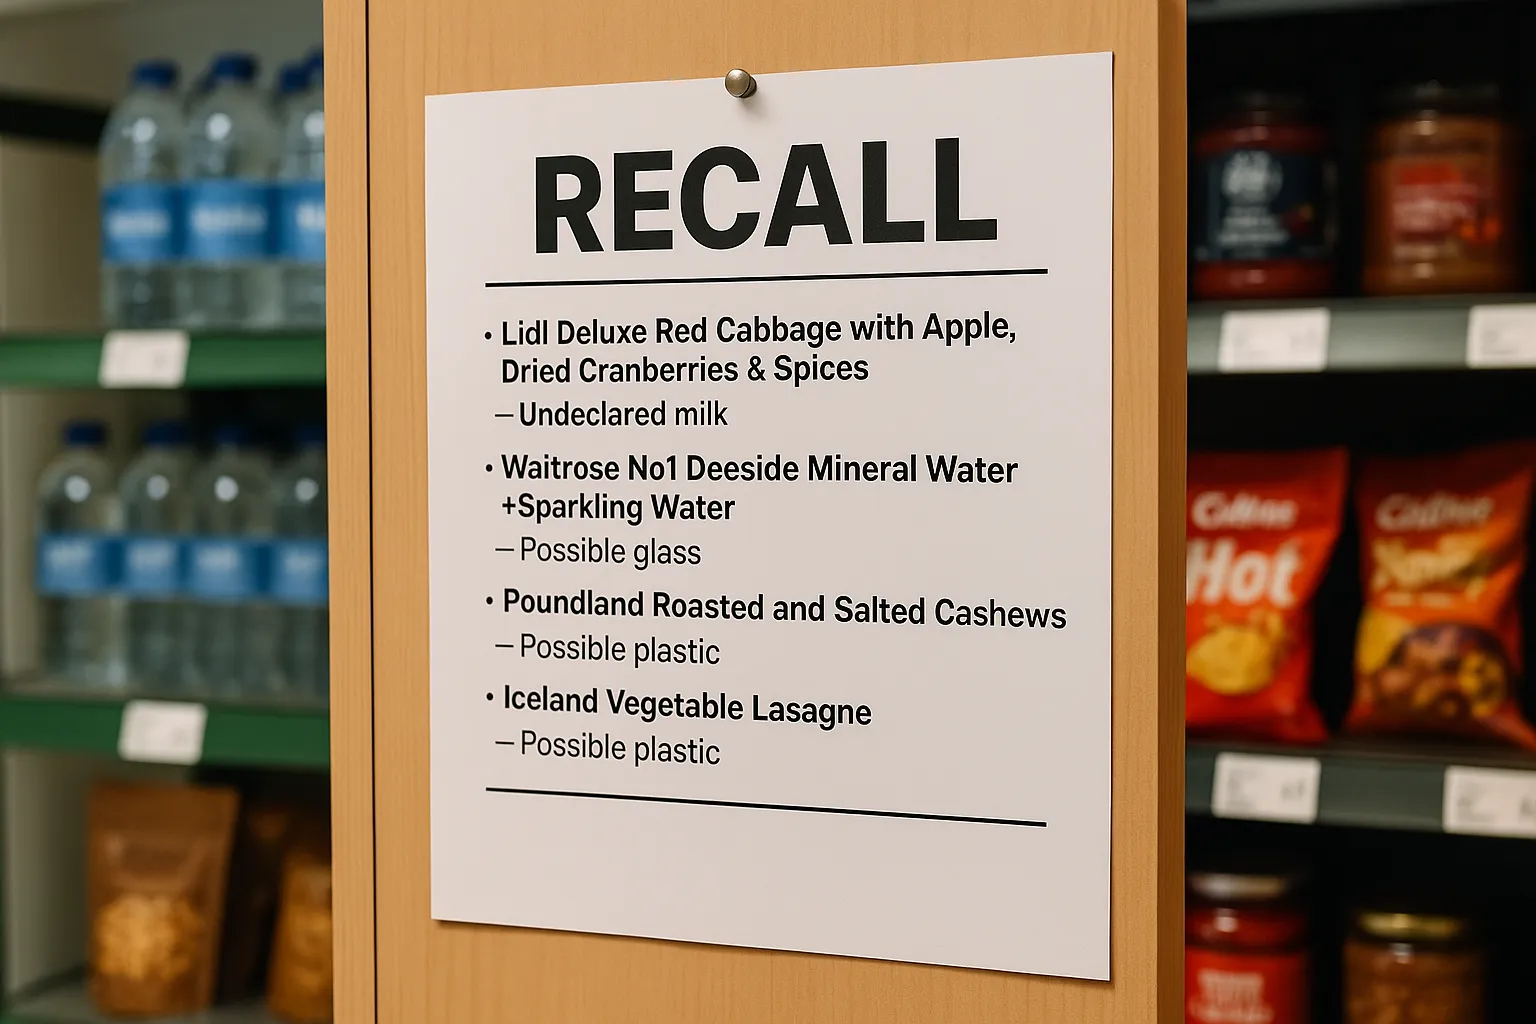 RECALL
• Lidl Deluxe Red Cabbage with Apple,
Dried Cranberries & Spices
– Undeclared milk
• Waitrose No1 Deeside Mineral Water
+Sparkling Water
– Possible glass
• Poundland Roasted and Salted Cashews
– Possible plastic
• Iceland Vegetable Lasagne
– Possible plastic
Hot